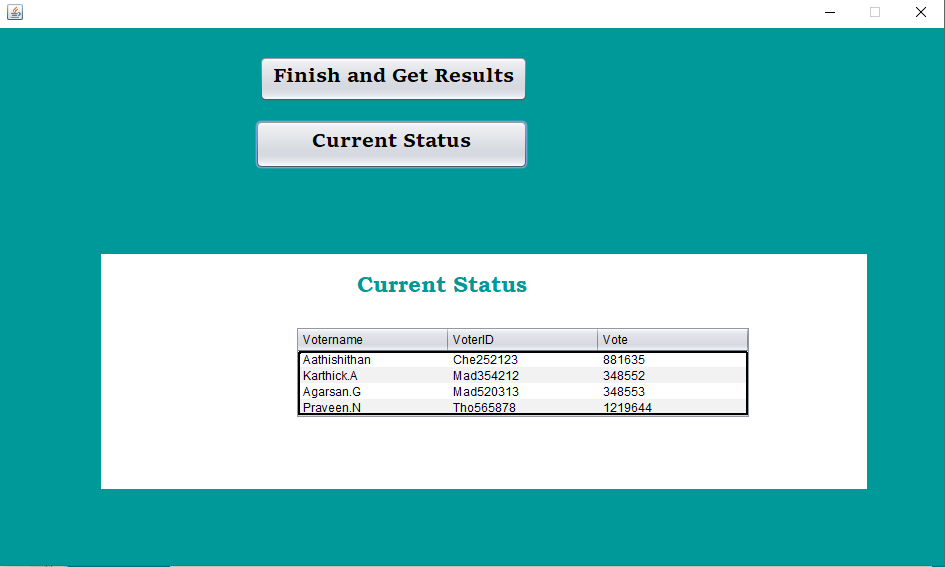 Finish and Get Results
Current Status
Current Status
Votername VoterID Vote
Aathishithan Che252123 881635
Karthick.A Mad354212 348552
Agarsan.G Mad520313 348553
Praveen.N Tho565878 1219644